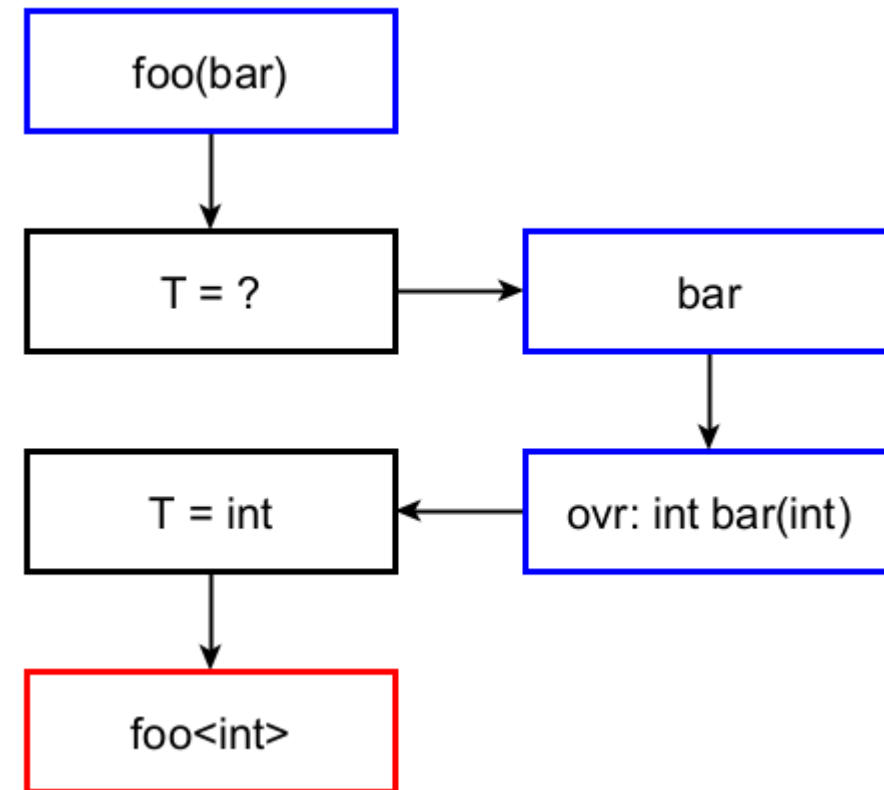 foo(bar)
T = ?
bar
ovr: int bar(int)
T = int
foo<int>